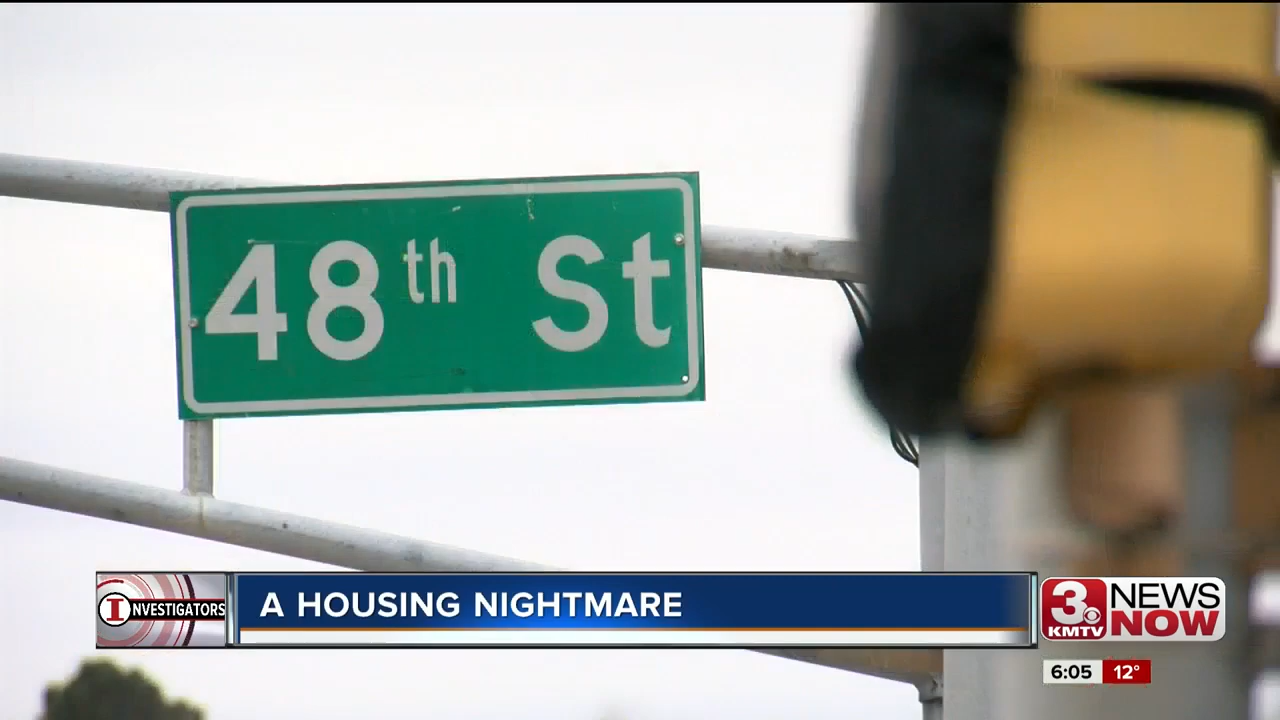 48th St
INVESTIGATORS
A HOUSING NIGHTMARE
3 NEWS
KMTV NOW
6:05 12°